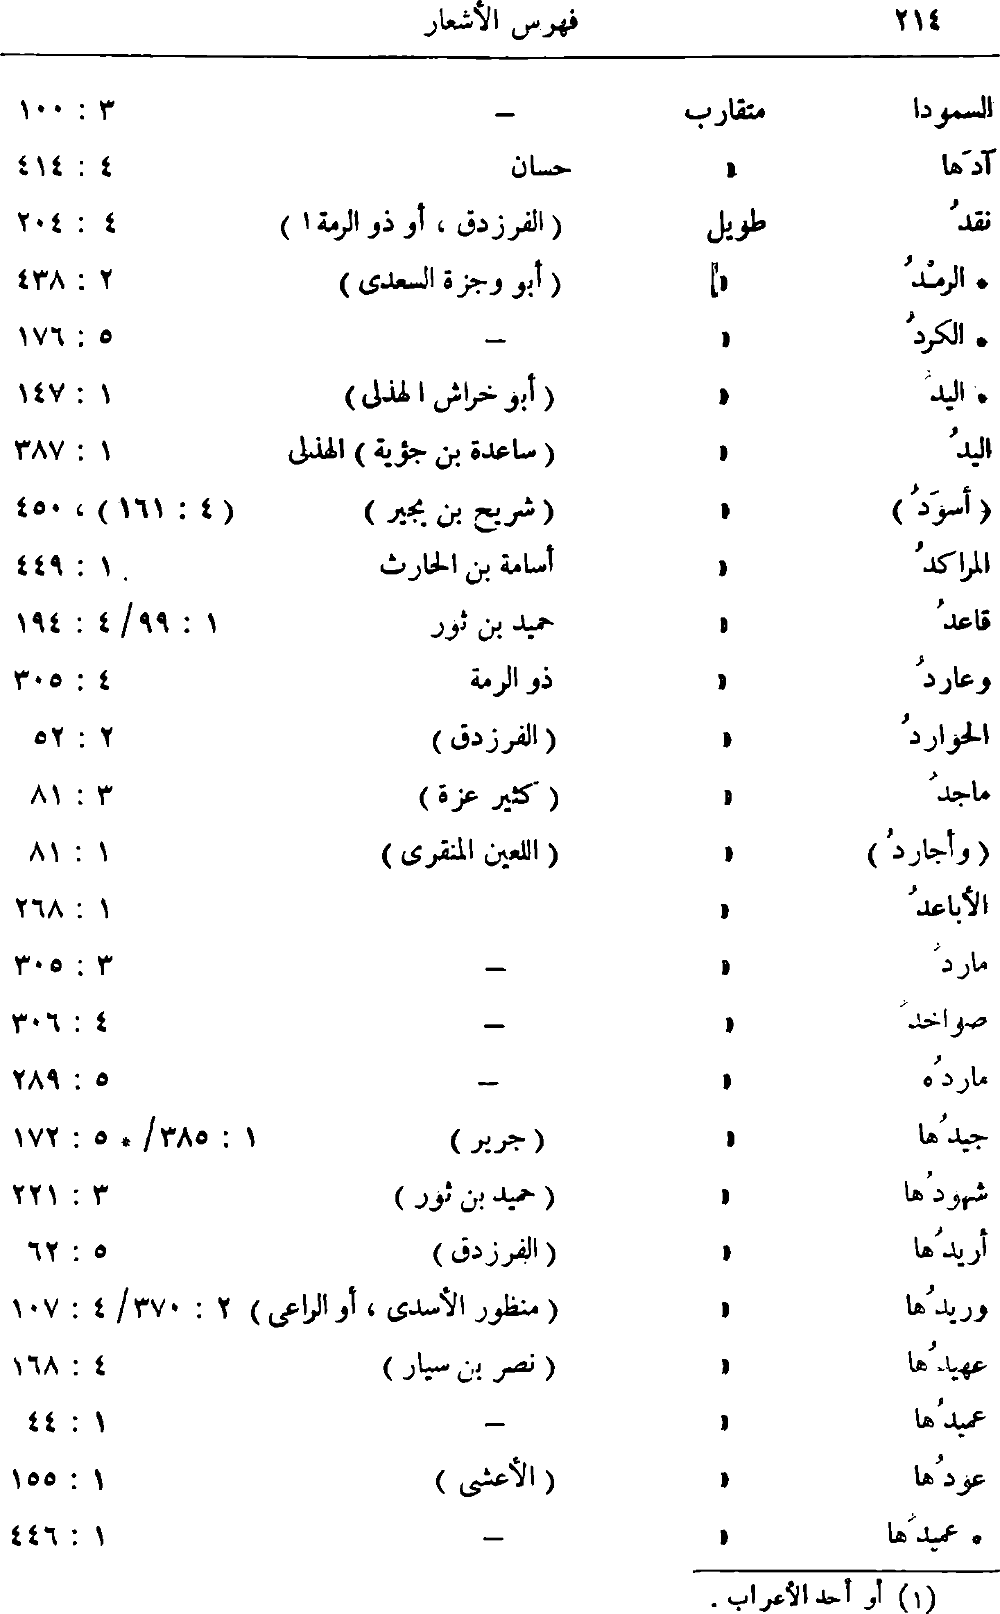 ٢١٤ فهرس الأشعار
السمودا متقارب – ٣ : ١٠٠
آدَها » حسان ٤ : ٤١٤
نقدُ طويل ( الفرزدق ، أو ذو الرمة١ ) ٤ : ٢٠٤
* الرمْدُ » ( أبو وجزة السعدى ) ٢ : ٤٣٨
* الكردُ » – ٥ : ١٧٦
* اليدُ » ( أبو خراش الهذلى ) ١ : ١٤٧
اليدُ » ( ساعدة بن جؤية ) الهذلى ١ : ٣٨٧
( أسوَدُ ) » ( شريح بن بجير ) ( ٤ : ١٦١ ) ، ٤٥٠
المراكدُ » أسامة بن الحارث ١ : ٤٤٩
قاعدُ » حميد بن ثور ١ : ٩٩ / ٤ : ١٩٤
وعاردُ » ذو الرمة ٤ : ٣٠٥
الحواردُ » ( الفرزدق ) ٢ : ٥٢
ماجدُ » ( كثير عزة ) ٣ : ٨١
( وأجاردُ ) » ( اللعين المنقرى ) ١ : ٨١
الأباعدُ » ١ : ٢٦٨
ماردُ » – ٣ : ٣٠٥
صواخدُ » – ٤ : ٣٠٦
ماردُه » – ٥ : ٢٨٩
جيدُها » ( جرير ) ١ : ٣٨٥ / * ٥ : ١٧٢
شهودُها » ( حميد بن ثور ) ٣ : ٢٢١
أريدُها » ( الفرزدق ) ٥ : ٦٢
وريدُها » ( منظور الأسدى ، أو الراعى ) ٢ : ٣٧٠ / ٤ : ١٠٧
عهيدُها » ( نصر بن سيار ) ٤ : ١٦٨
عميدُها » – ١ : ٤٤
عودُها » ( الأعشى ) ١ : ١٥٥
* عميدُها » – ١ : ٤٤٦
(١) أو أحد الأعراب .